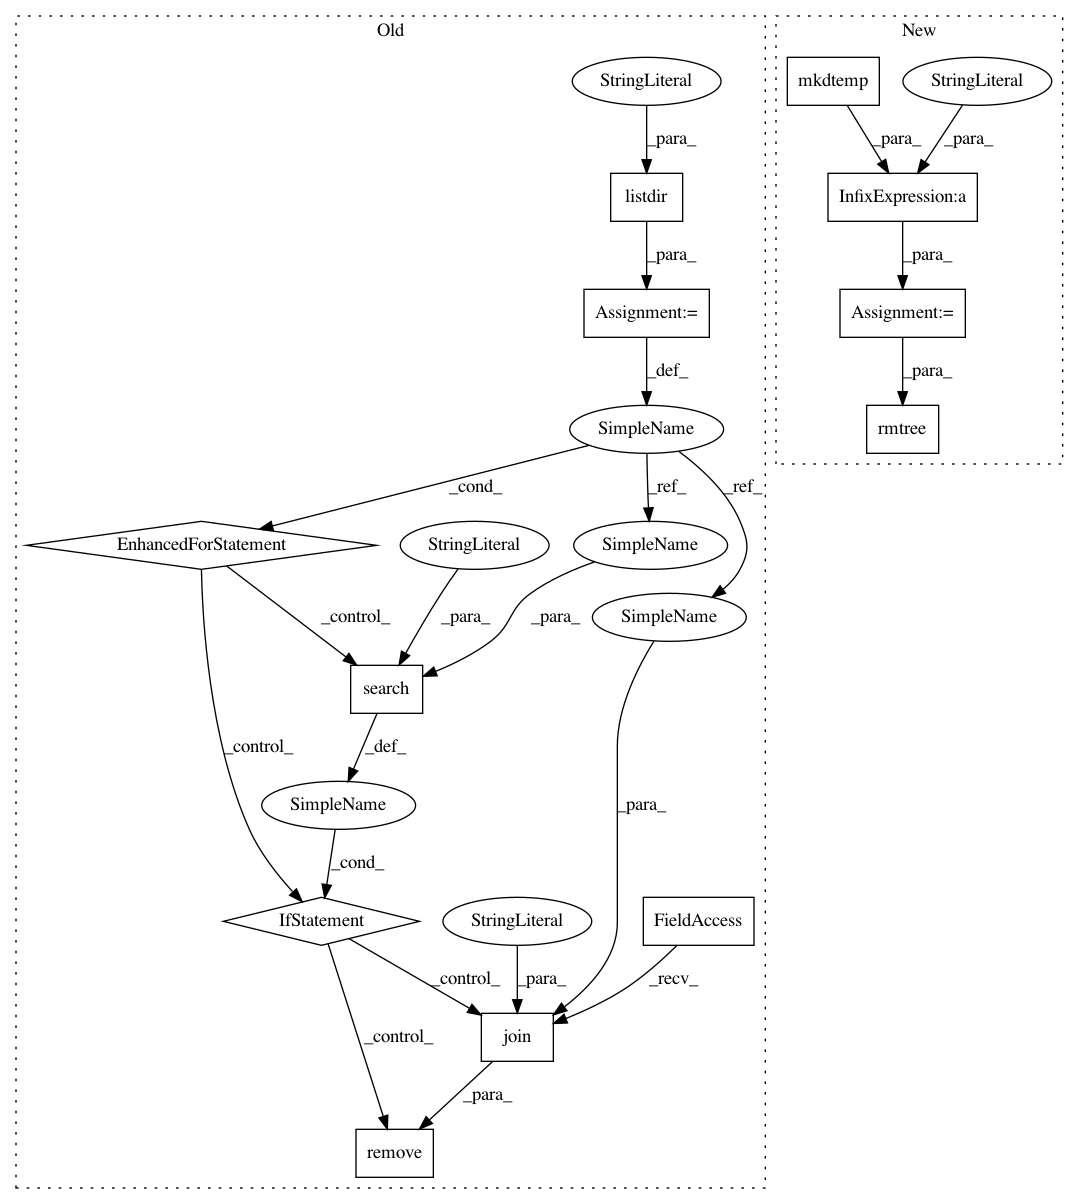 Old
New
StringLiteral
mkdtemp
StringLiteral
_para_
_para_
_para_
listdir
InfixExpression:a
_para_
_para_
Assignment:=
Assignment:=
_def_
_para_
SimpleName
rmtree
_cond_
_ref_
_ref_
EnhancedForStatement
StringLiteral
SimpleName
SimpleName
_control_
_para_
_para_
search
_control_
_def_
_para_
SimpleName
_cond_
IfStatement
StringLiteral
FieldAccess
_control_
_para_
_recv_
_control_
join
_para_
remove